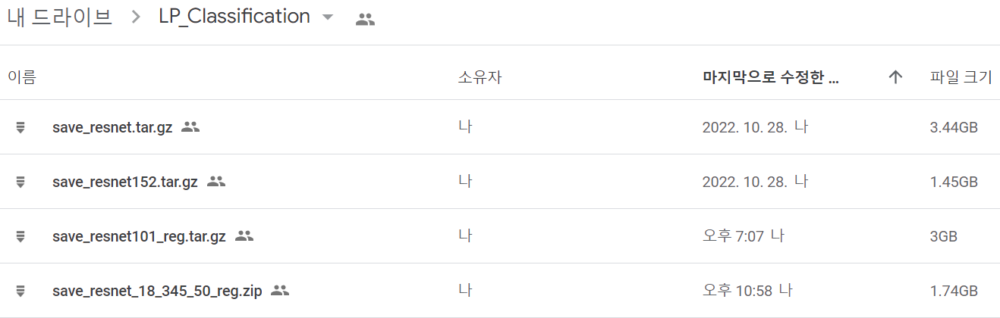 내 드라이브 > LP_Classification
이름 소유자 마지막으로 수정한 ... 파일 크기
save_resnet.tar.gz 나 2022. 10. 28. 나 3.44GB
save_resnet152.tar.gz 나 2022. 10. 28. 나 1.45GB
save_resnet101_reg.tar.gz 나 오후 7:07 나 3GB
save_resnet_18_345_50_reg.zip 나 오후 10:58 나 1.74GB